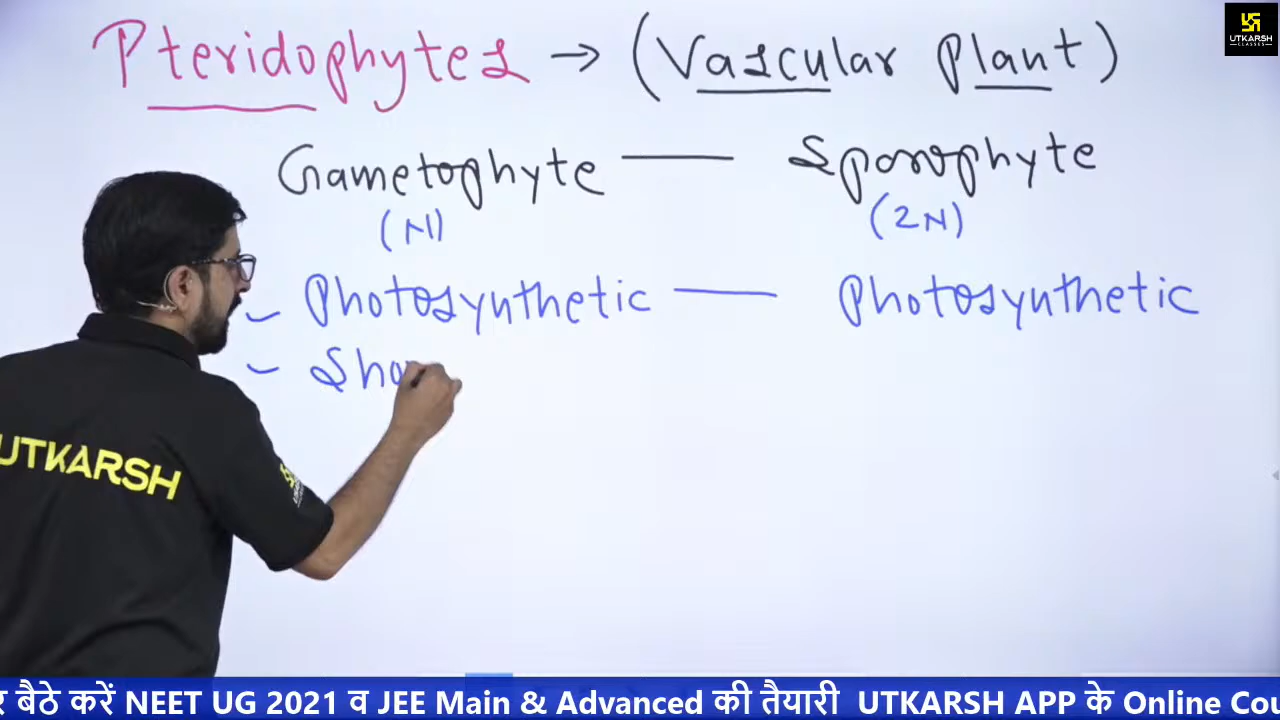 UTKARSH
CLASSES
Pteridophytes → (Vascular Plant)
Gametophyte — Sporophyte
(N) (2N)
- Photosynthetic — Photosynthetic
- Sho
UTKARSH
बैठे करें NEET UG 2021 व JEE Main & Advanced की तैयारी UTKARSH APP के Online Cou